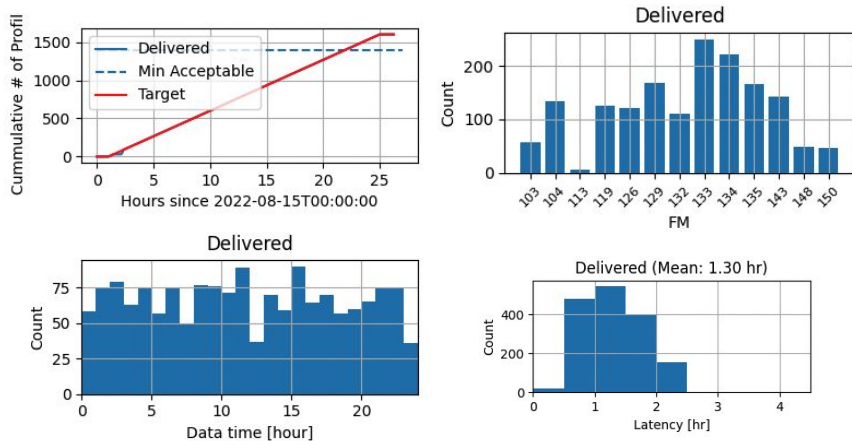 Cummulative # of Profil
1500
1000
500
0
Delivered
Min Acceptable
Target
0 5 10 15 20 25
Hours since 2022-08-15T00:00:00
Delivered
Count
200
100
0
103 104 113 119 126 129 132 133 134 135 143 148 150
FM
Delivered
Count
75
50
25
0
0 5 10 15 20
Data time [hour]
Delivered (Mean: 1.30 hr)
Count
400
200
0
0 1 2 3 4
Latency [hr]